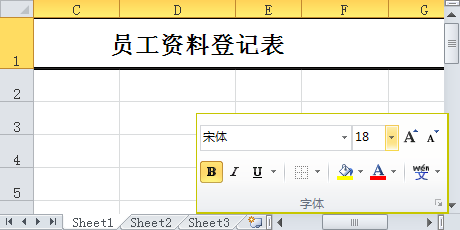 C D E F G
1 员工资料登记表
2
3
宋体 18 A A
4
B I U A wén 文
5
字体
Sheet1 Sheet2 Sheet3